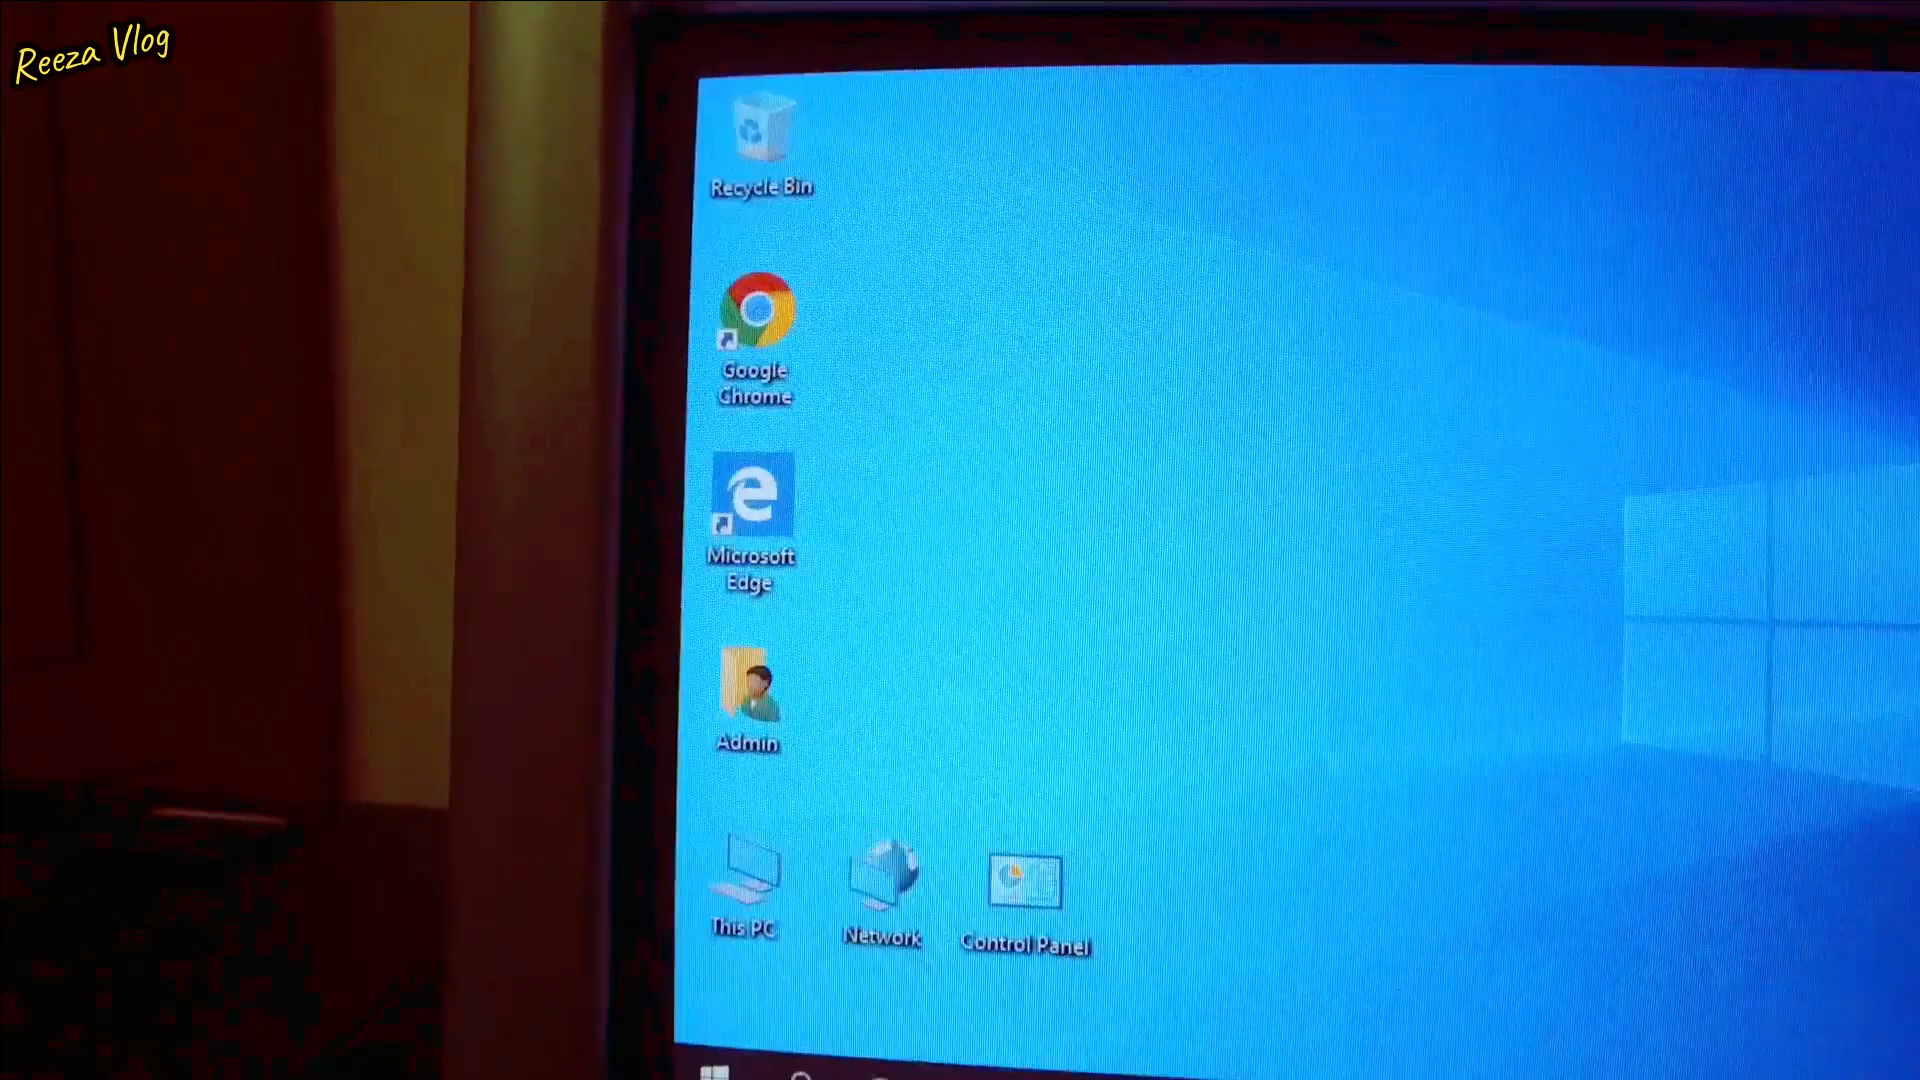 Reeza Vlog
Recycle Bin
Google
Chrome
Microsoft
Edge
Admin
This PC
Network
Control Panel